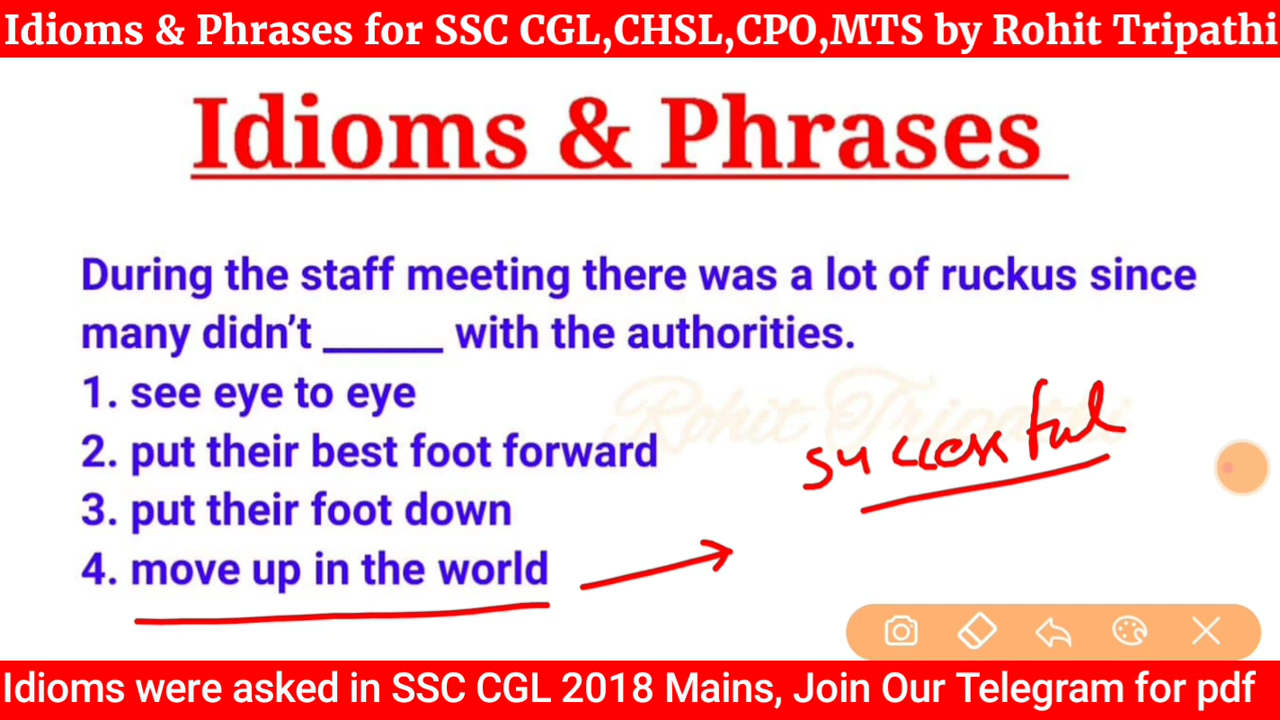 Idioms & Phrases for SSC CGL,CHSL,CPO,MTS by Rohit Tripathi
Idioms & Phrases
During the staff meeting there was a lot of ruckus since
many didn't ______ with the authorities.
1. see eye to eye
Rohit Tripathi
successful
2. put their best foot forward
3. put their foot down
4. move up in the world
Idioms were asked in SSC CGL 2018 Mains, Join Our Telegram for pdf